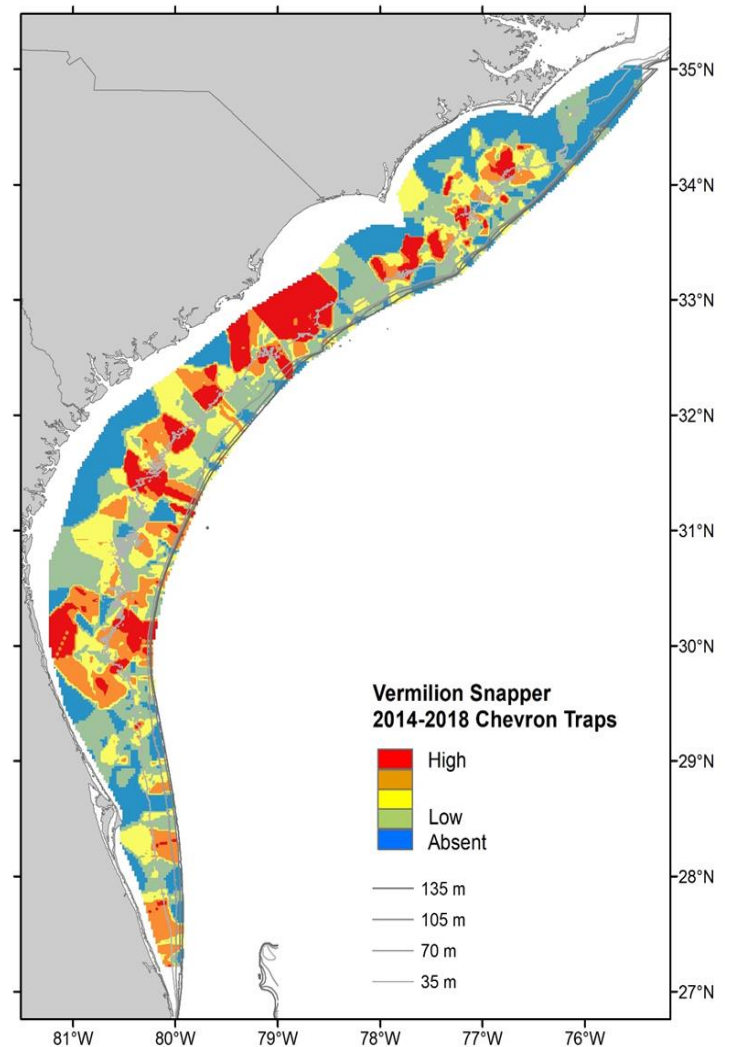 35°N
34°N
33°N
32°N
31°N
30°N
Vermilion Snapper
2014-2018 Chevron Traps
High
29°N
Low
Absent
28°N
135 m
105 m
70 m
35 m
27°N
81°W 80°W 79°W 78°W 77°W 76°W